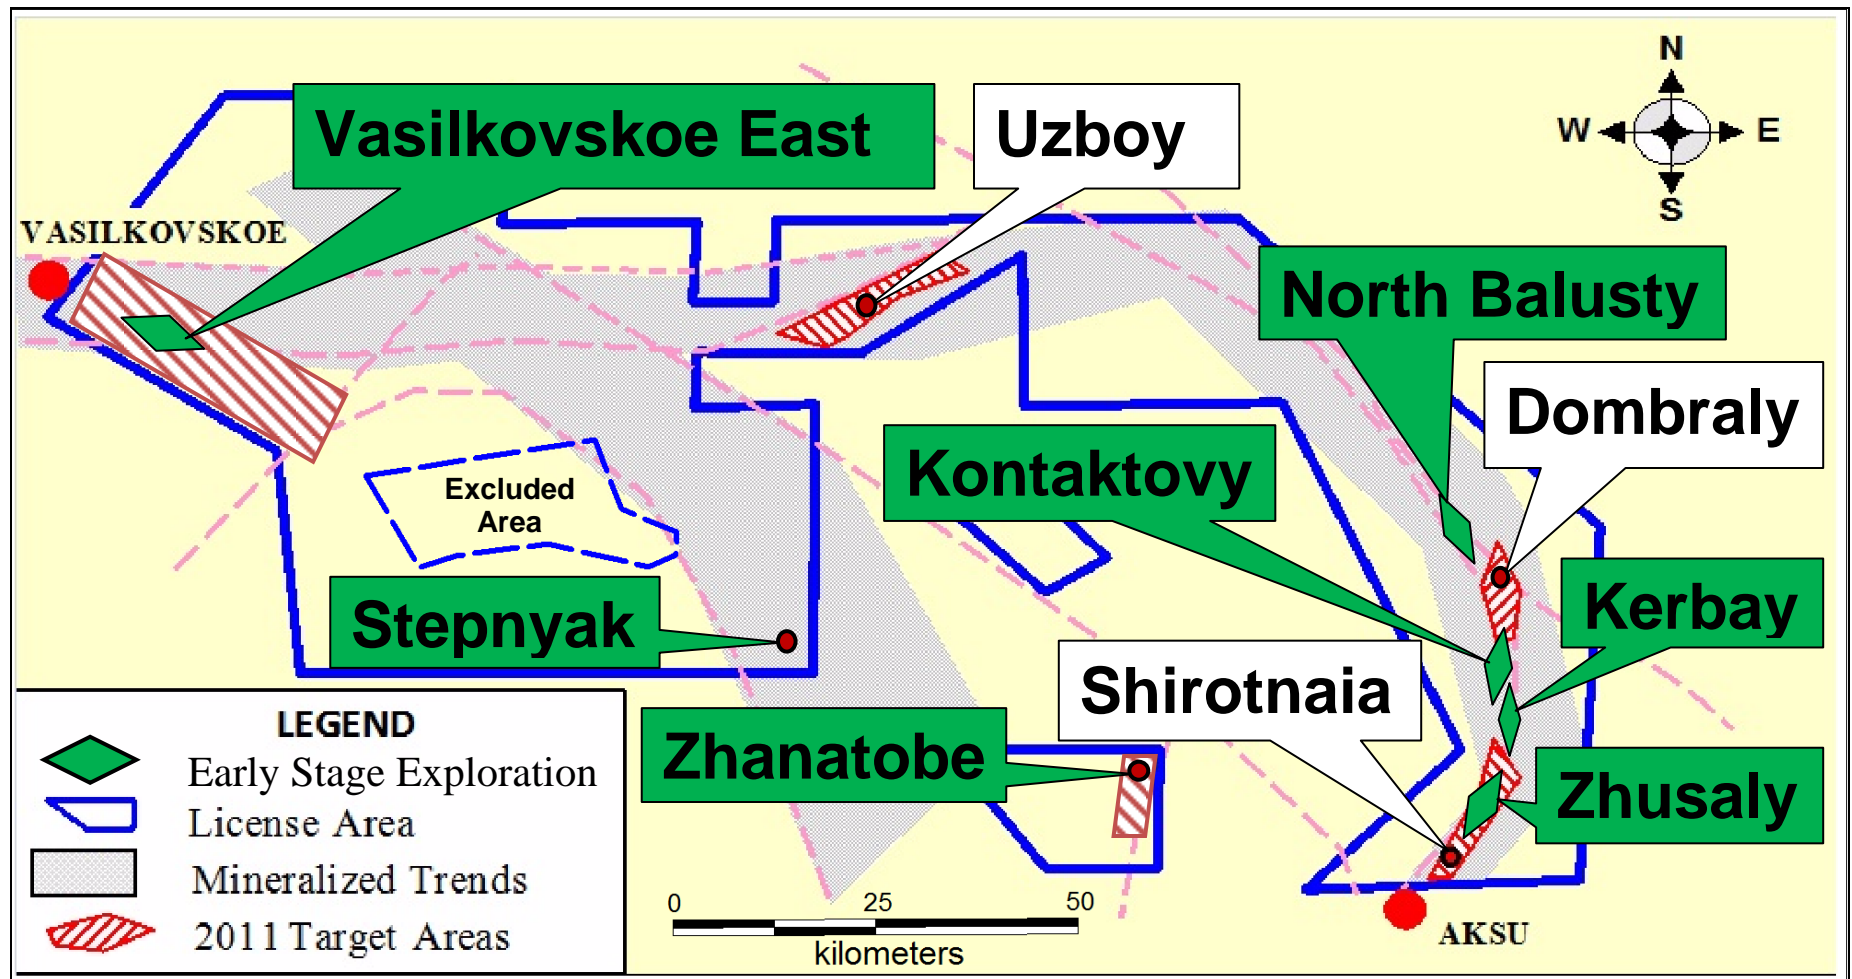 N
W E
S
Vasilkovskoe East
Uzboy
VASILKOVSKOE
North Balusty
Dombraly
Kontaktovy
Excluded
Area
Kerbay
Stepnyak
Shirotnaia
Zhanatobe
Zhusaly
LEGEND
Early Stage Exploration
License Area
Mineralized Trends
2011 Target Areas
0 25 50
kilometers
AKSU